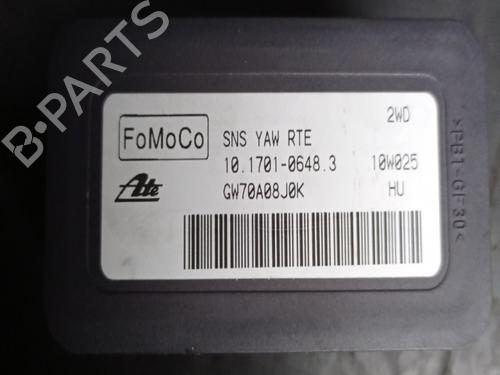 B-PARTS
FoMoCo
SNS YAW RTE
2WD
10.1701-0648.3
10W025
Ate
GW70A08J0K
HU
>PBT-GF30<